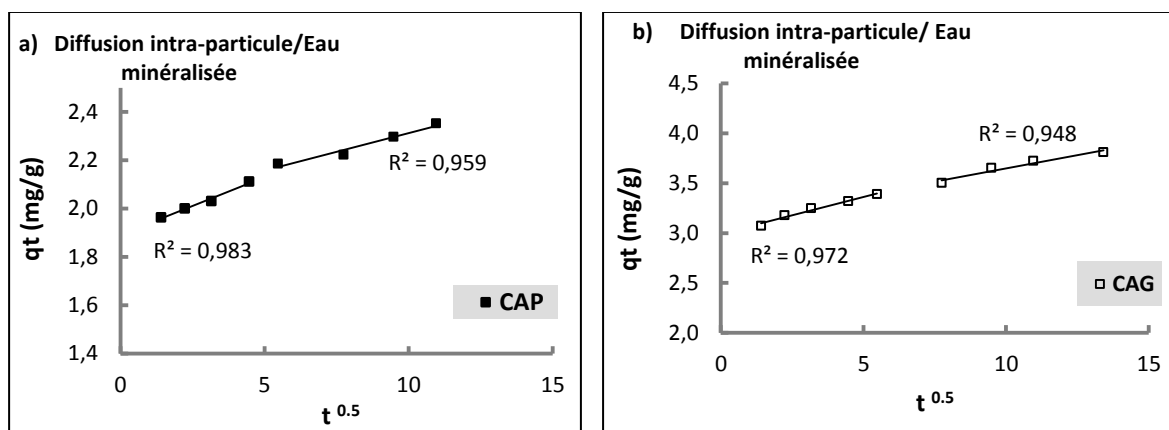 a) Diffusion intra-particule/Eau
minéralisée
2,4
2,2
2,0
1,8
1,6
1,4
qt (mg/g)
R² = 0,959
R² = 0,983
CAP
0 5 10 15
t 0.5
b) Diffusion intra-particule/ Eau
minéralisée
4,5
4,0
3,5
3,0
2,5
2,0
qt (mg/g)
R² = 0,948
R² = 0,972
CAG
0 5 10 15
t 0.5